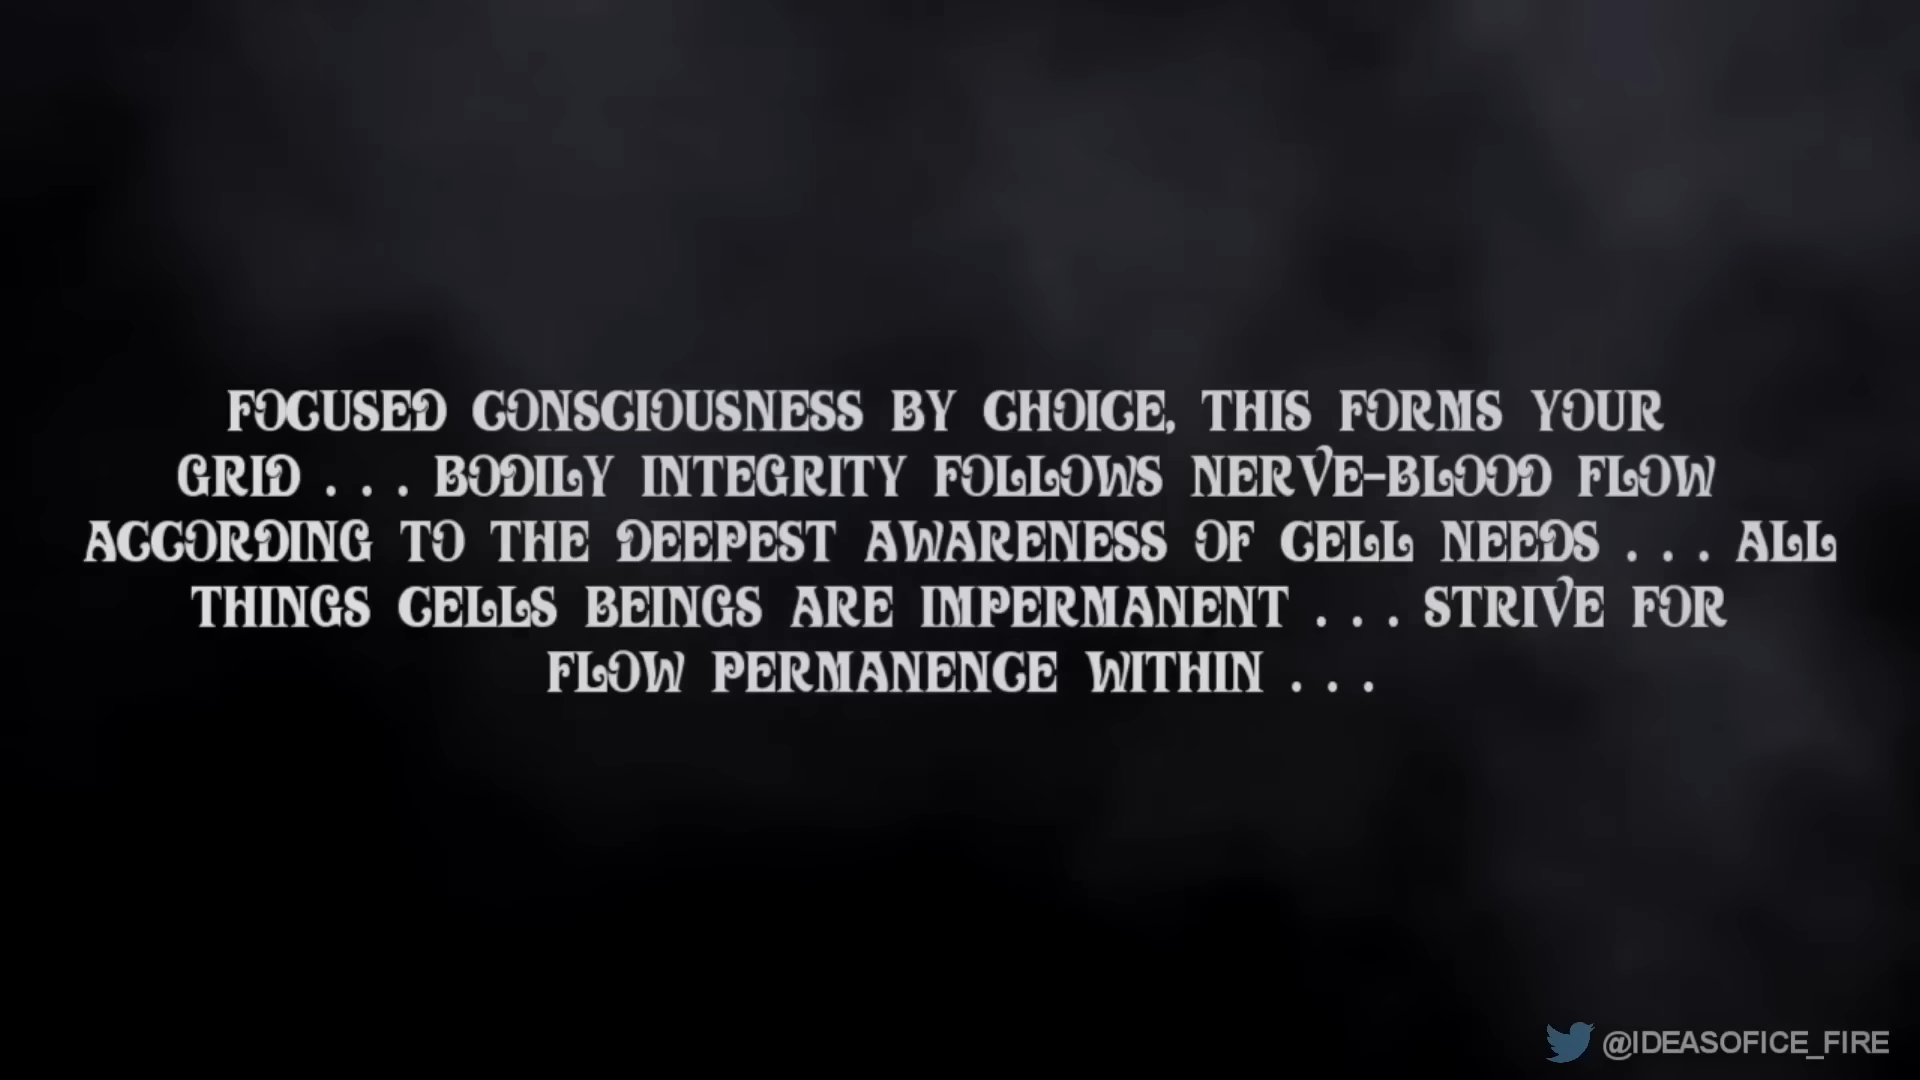 FOCUSED CONSCIOUSNESS BY CHOICE, THIS FORMS YOUR
GRID . . . BODILY INTEGRITY FOLLOWS NERVE-BLOOD FLOW
ACCORDING TO THE DEEPEST AWARENESS OF CELL NEEDS . . . ALL
THINGS CELLS BEINGS ARE IMPERMANENT . . . STRIVE FOR
FLOW PERMANENCE WITHIN . . .
@IDEASOFICE_FIRE